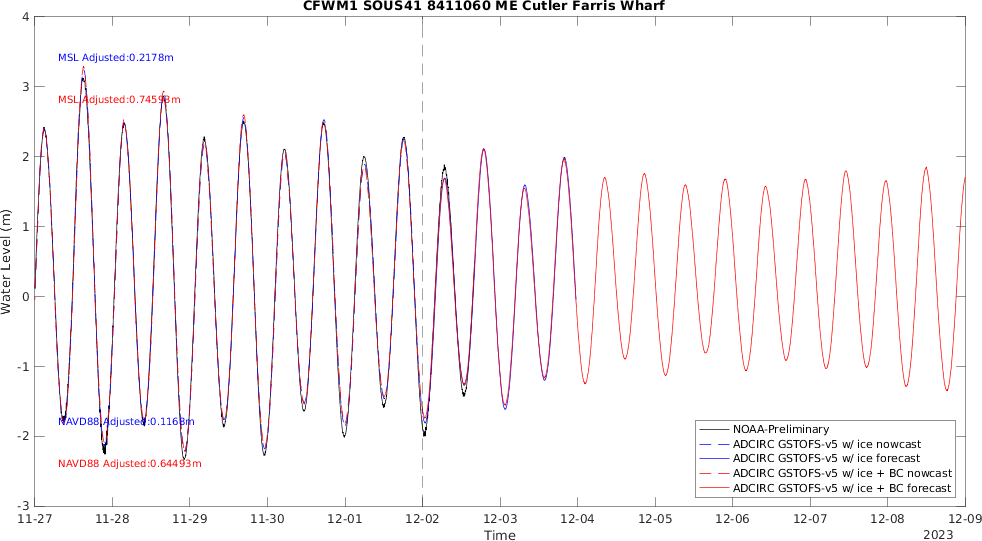 CFWM1 SOUS41 8411060 ME Cutler Farris Wharf
4
3
2
1
0
-1
-2
-3
Water Level (m)
MSL Adjusted:0.2178m
MSL Adjusted:0.74593m
NAVD88 Adjusted:0.1168m
NAVD88 Adjusted:0.64493m
NOAA-Preliminary
ADCIRC GSTOFS-v5 w/ ice nowcast
ADCIRC GSTOFS-v5 w/ ice forecast
ADCIRC GSTOFS-v5 w/ ice + BC nowcast
ADCIRC GSTOFS-v5 w/ ice + BC forecast
11-27 11-28 11-29 11-30 12-01 12-02 12-03 12-04 12-05 12-06 12-07 12-08 12-09
Time
2023